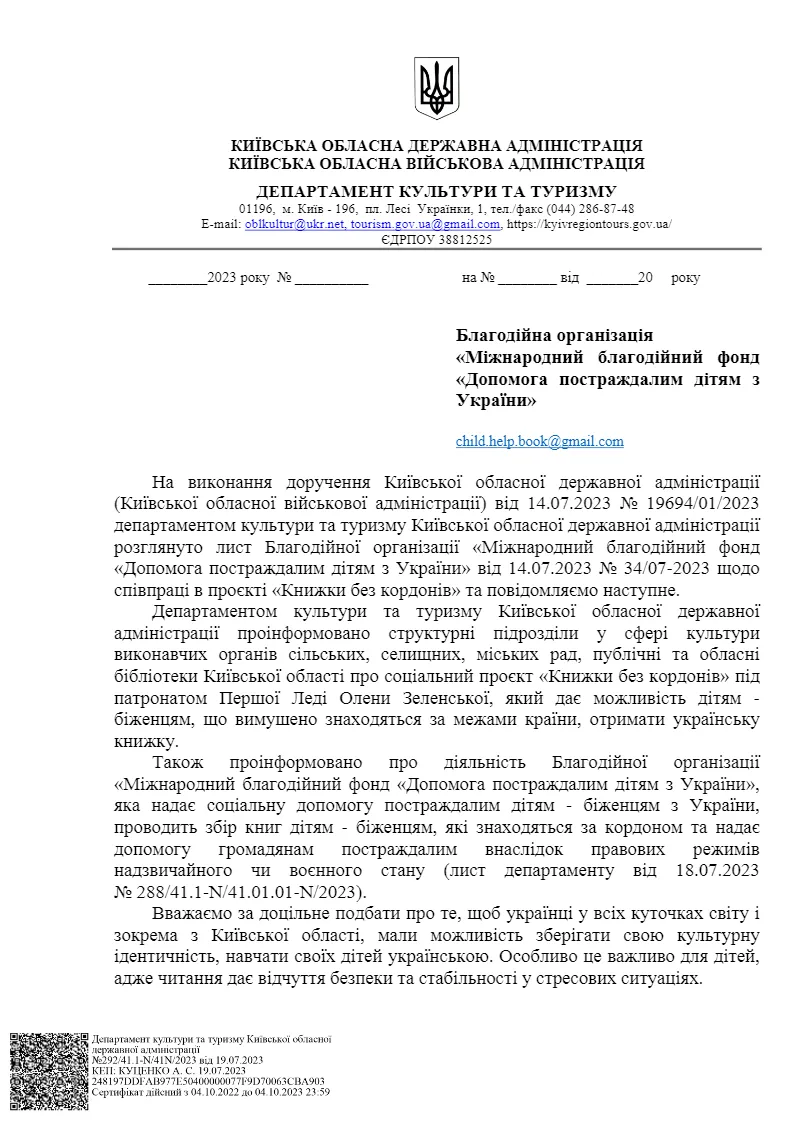 КИЇВСЬКА ОБЛАСНА ДЕРЖАВНА АДМІНІСТРАЦІЯ
КИЇВСЬКА ОБЛАСНА ВІЙСЬКОВА АДМІНІСТРАЦІЯ
ДЕПАРТАМЕНТ КУЛЬТУРИ ТА ТУРИЗМУ
01196, м. Київ - 196, пл. Лесі Українки, 1, тел./факс (044) 286-87-48
E-mail: oblkultur@ukr.net, tourism.gov.ua@gmail.com, https://kyivregiontours.gov.ua/
ЄДРПОУ 38812525
________2023 року № __________ на № ________ від _______20 року
Благодійна організація
«Міжнародний благодійний фонд
«Допомога постраждалим дітям з
України»
child.help.book@gmail.com
На виконання доручення Київської обласної державної адміністрації
(Київської обласної військової адміністрації) від 14.07.2023 № 19694/01/2023
департаментом культури та туризму Київської обласної державної адміністрації
розглянуто лист Благодійної організації «Міжнародний благодійний фонд
«Допомога постраждалим дітям з України» від 14.07.2023 № 34/07-2023 щодо
співпраці в проєкті «Книжки без кордонів» та повідомляємо наступне.
Департаментом культури та туризму Київської обласної державної
адміністрації проінформовано структурні підрозділи у сфері культури
виконавчих органів сільських, селищних, міських рад, публічні та обласні
бібліотеки Київської області про соціальний проєкт «Книжки без кордонів» під
патронатом Першої Леді Олени Зеленської, який дає можливість дітям -
біженцям, що вимушено знаходяться за межами країни, отримати українську
книжку.
Також проінформовано про діяльність Благодійної організації
«Міжнародний благодійний фонд «Допомога постраждалим дітям з України»,
яка надає соціальну допомогу постраждалим дітям - біженцям з України,
проводить збір книг дітям - біженцям, які знаходяться за кордоном та надає
допомогу громадянам постраждалим внаслідок правових режимів
надзвичайного чи воєнного стану (лист департаменту від 18.07.2023
№ 288/41.1-N/41.01.01-N/2023).
Вважаємо за доцільне подбати про те, щоб українці у всіх куточках світу і
зокрема з Київської області, мали можливість зберігати свою культурну
ідентичність, навчати своїх дітей українською. Особливо це важливо для дітей,
адже читання дає відчуття безпеки та стабільності у стресових ситуаціях.
Департамент культури та туризму Київської обласної
державної адміністрації
№292/41.1-N/41N/2023 від 19.07.2023
КЕП: КУЦЕНКО А. С. 19.07.2023
248197DDFAB977E50400000077F9D70063CBA903
Сертифікат дійсний з 04.10.2022 до 04.10.2023 23:59